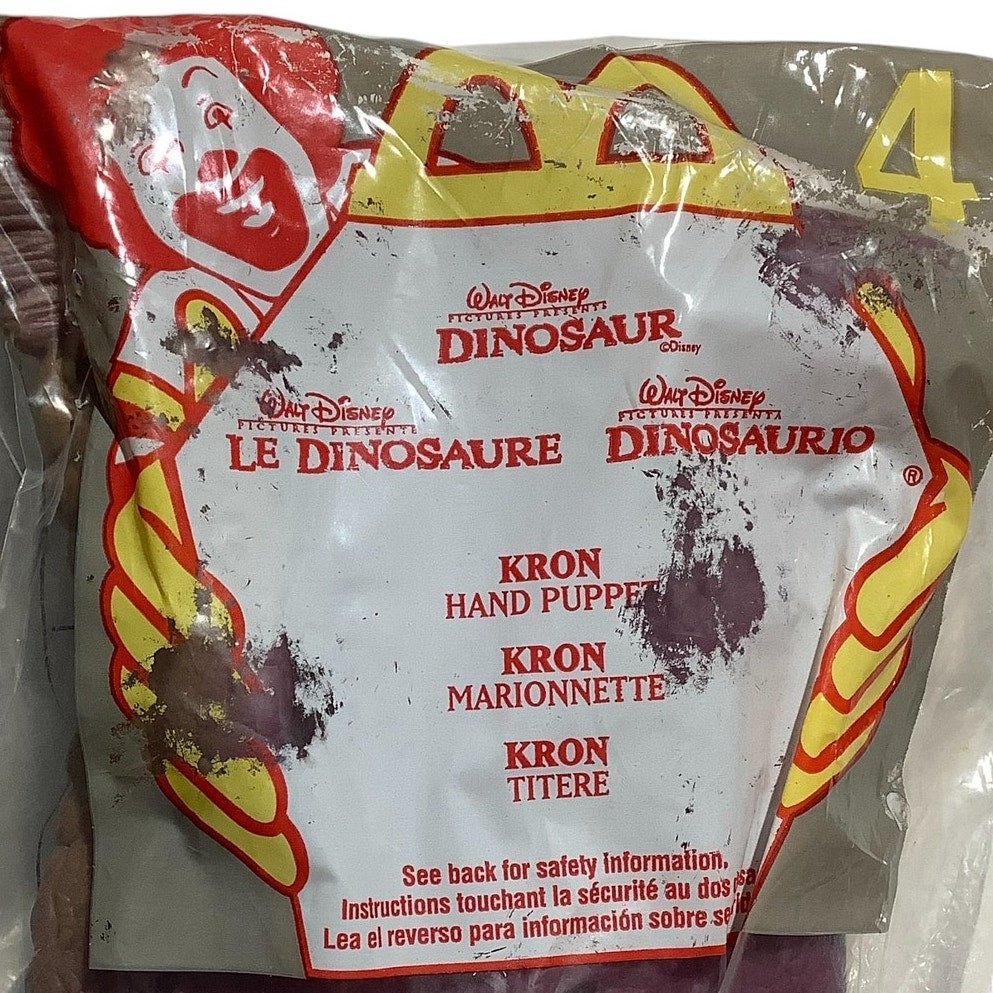 4
WALT DISNEY
PICTURES PRESENTS
DINOSAUR
©DISNEY
WALT DISNEY
PICTURES PRESENTE
LE DINOSAURE
WALT DISNEY
PICTURES PRESENTA
DINOSAURIO
®
KRON
HAND PUPPET
KRON
MARIONNETTE
KRON
TITERE
See back for safety information.
Instructions touchant la sécurité au dos
Lea el reverso para información sobre